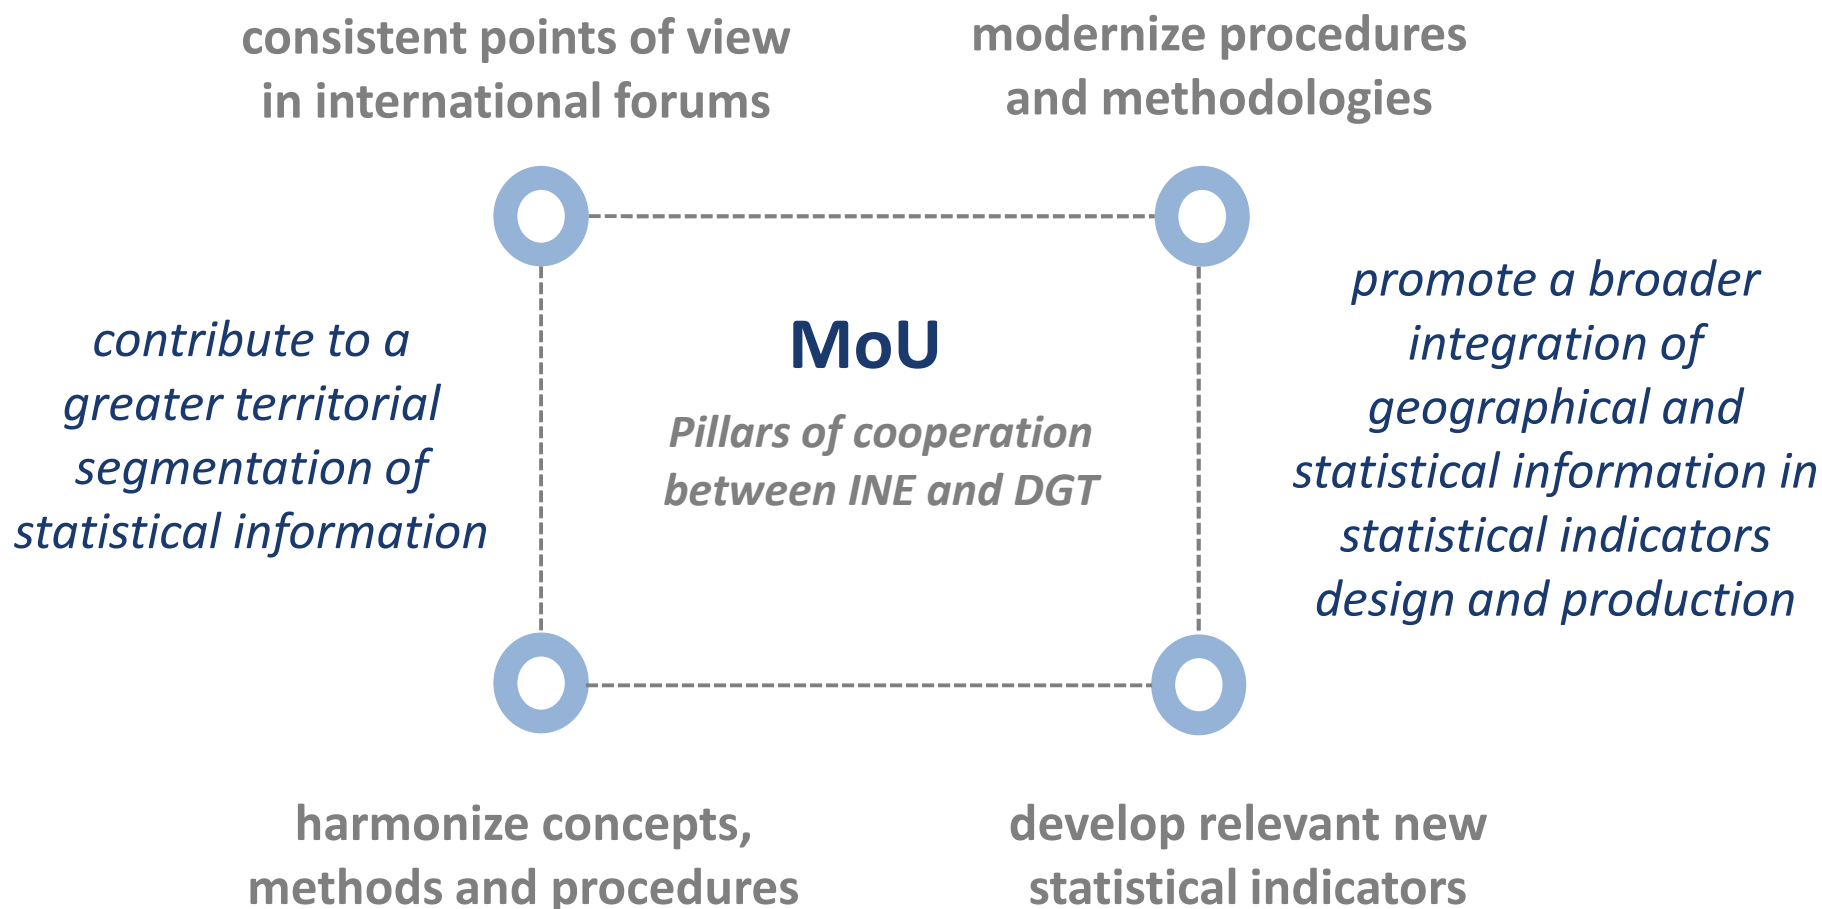 consistent points of view
in international forums
modernize procedures
and methodologies
contribute to a
greater territorial
segmentation of
statistical information
MoU
Pillars of cooperation
between INE and DGT
promote a broader
integration of
geographical and
statistical information in
statistical indicators
design and production
harmonize concepts,
methods and procedures
develop relevant new
statistical indicators